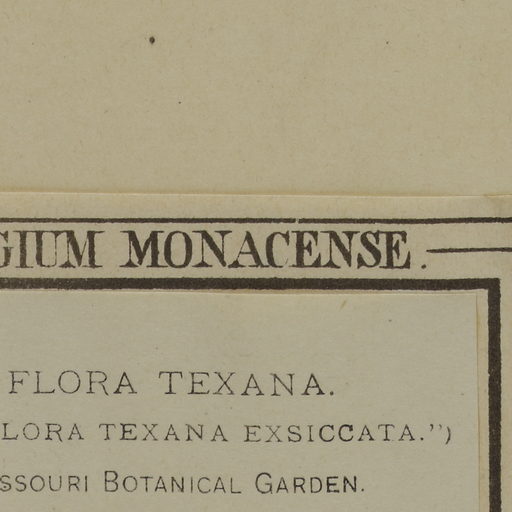 GIUM MONACENSE.
FLORA TEXANA.
LORA TEXANA EXSICCATA.")
SSOURI BOTANICAL GARDEN.